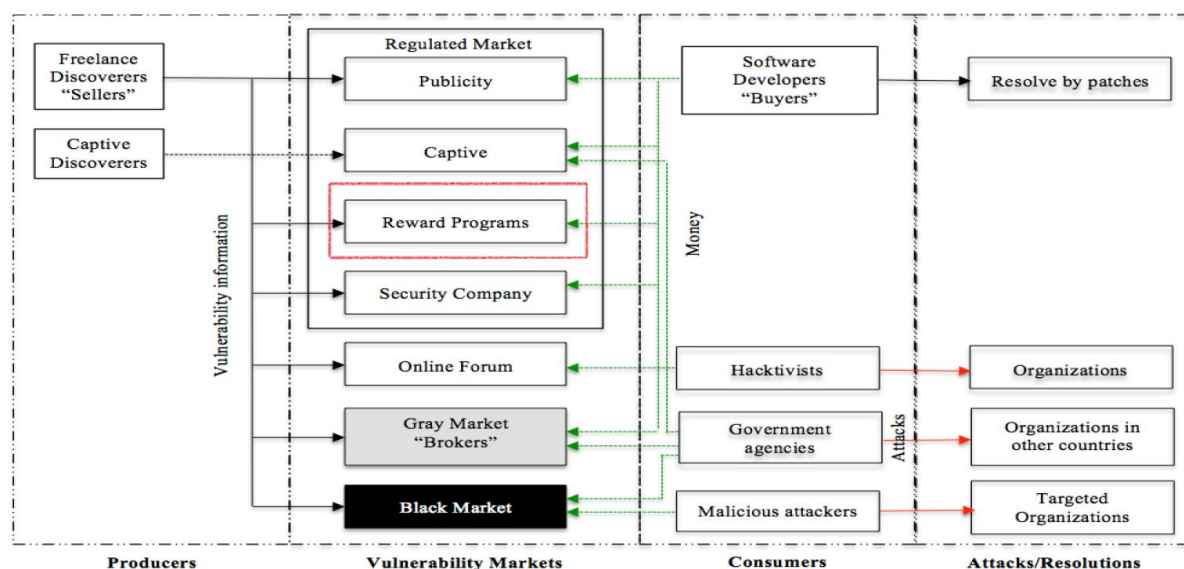 Regulated Market
Freelance
Discoverers
“Sellers”
Publicity
Software
Developers
“Buyers”
Resolve by patches
Captive
Discoverers
Captive
Reward Programs
Security Company
Vulnerability information
Money
Online Forum
Hacktivists
Organizations
Gray Market
“Brokers”
Government
agencies
Attacks
Organizations in
other countries
Black Market
Malicious attackers
Targeted
Organizations
Producers
Vulnerability Markets
Consumers
Attacks/Resolutions